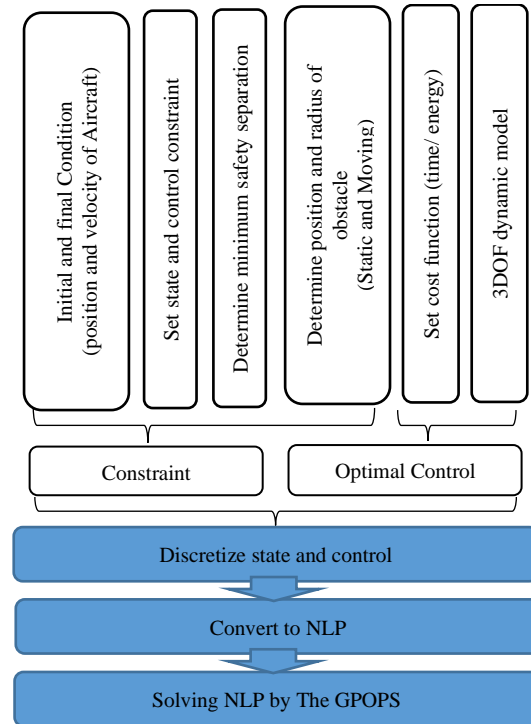 Initial and final Condition
(position and velocity of Aircraft)
Set state and control constraint
Determine minimum safety separation
Determine position and radius of
obstacle
(Static and Moving)
Set cost function (time/ energy)
3DOF dynamic model
Constraint
Optimal Control
Discretize state and control
Convert to NLP
Solving NLP by The GPOPS